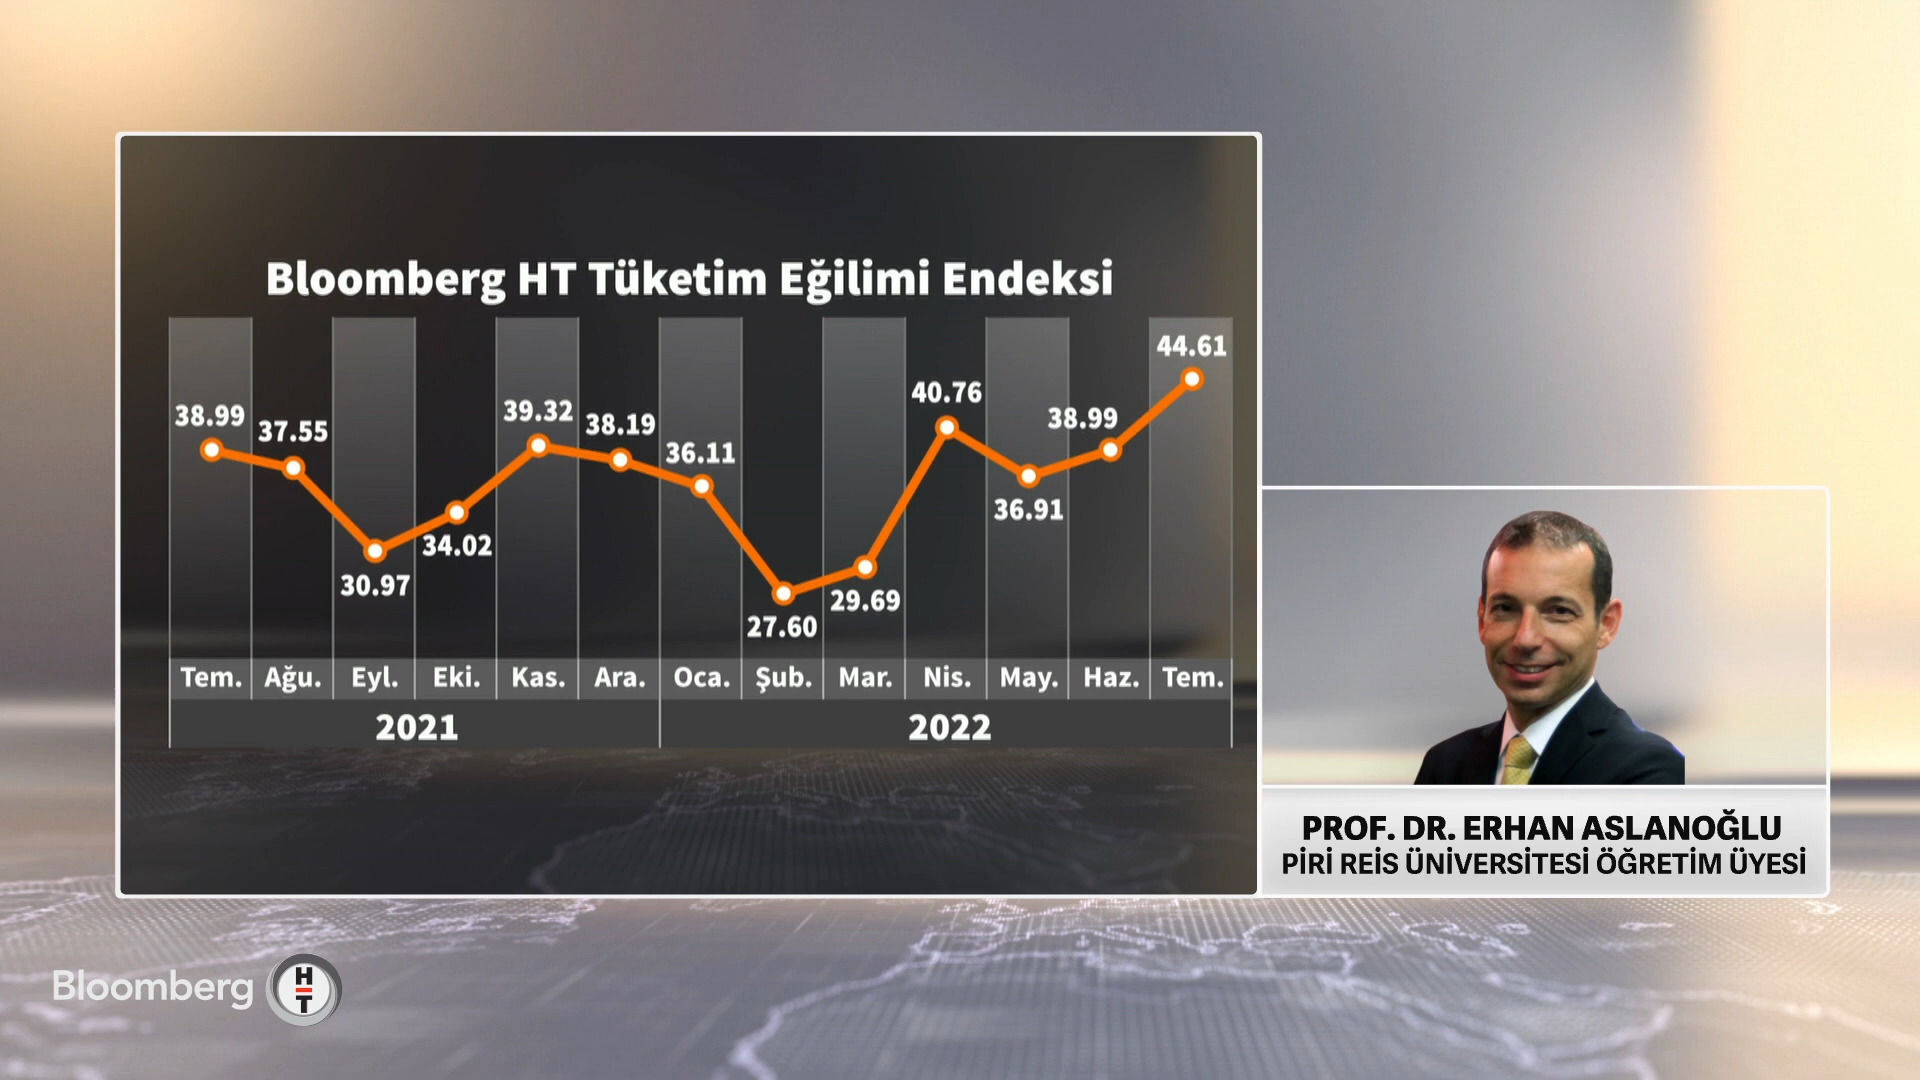 Bloomberg HT Tüketim Eğilimi Endeksi
38.99 37.55 30.97 34.02 39.32 38.19 36.11 27.60 29.69 40.76 36.91 38.99 44.61
Tem. Ağu. Eyl. Eki. Kas. Ara. Oca. Şub. Mar. Nis. May. Haz. Tem.
2021 2022
PROF. DR. ERHAN ASLANOĞLU
PİRİ REİS ÜNİVERSİTESİ ÖĞRETİM ÜYESİ
Bloomberg HT